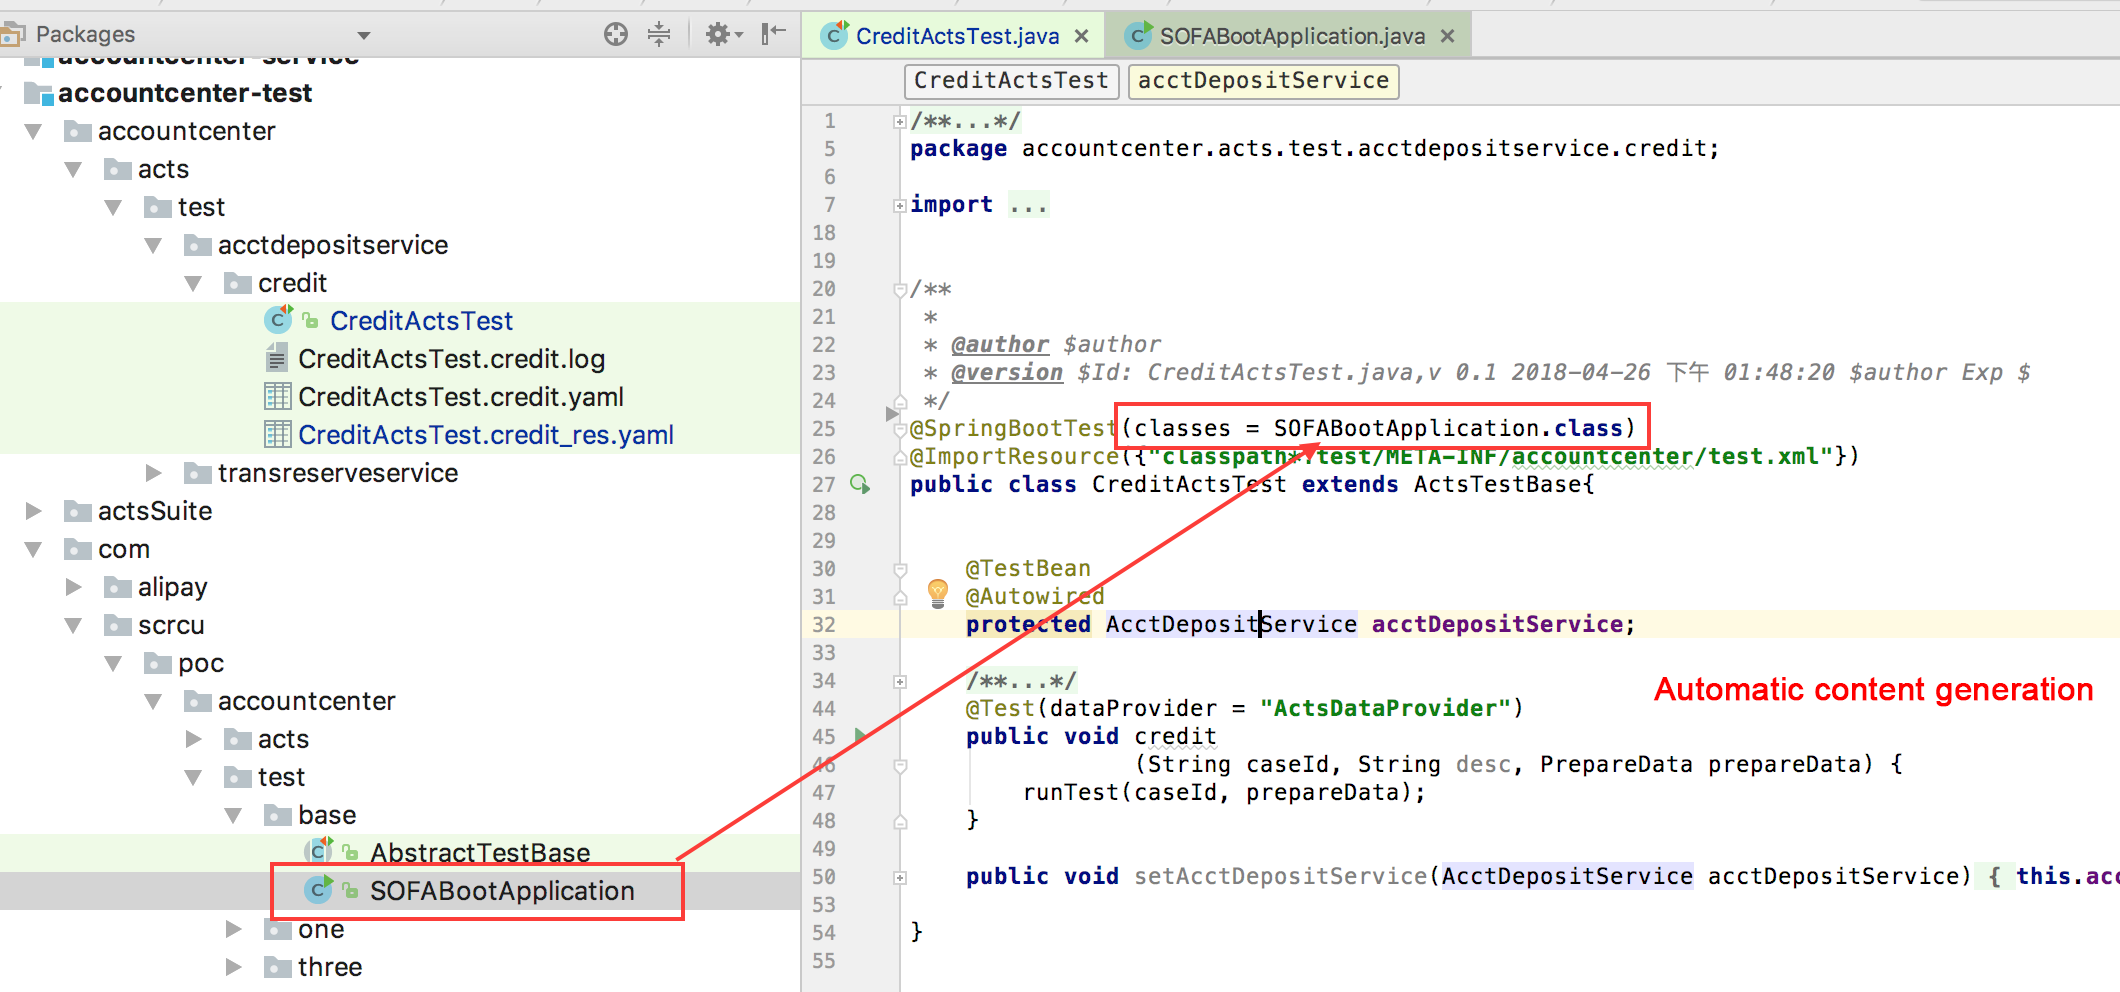 Packages
accountcenter-service
accountcenter-test
accountcenter
acts
test
acctdepositservice
credit
CreditActsTest
CreditActsTest.credit.log
CreditActsTest.credit.yaml
CreditActsTest.credit_res.yaml
transreserveservice
actsSuite
com
alipay
scrcu
poc
accountcenter
acts
test
base
AbstractTestBase
SOFABootApplication
one
three
CreditActsTest.java
SOFABootApplication.java
CreditActsTest acctDepositService
1 /**...*/
5 package accountcenter.acts.test.acctdepositservice.credit;
6
7 import ...
18
19
20 /**
21 *
22 * @author $author
23 * @version $Id: CreditActsTest.java,v 0.1 2018-04-26 下午 01:48:20 $author Exp $
24 */
25 @SpringBootTest(classes = SOFABootApplication.class)
26 @ImportResource({"classpath*:test/META-INF/accountcenter/test.xml"})
27 public class CreditActsTest extends ActsTestBase{
28
29
30 @TestBean
31 @Autowired
32 protected AcctDepositService acctDepositService;
33
34 /**...*/
44 @Test(dataProvider = "ActsDataProvider")
45 public void credit
46 (String caseId, String desc, PrepareData prepareData) {
47 runTest(caseId, prepareData);
48 }
49
50 public void setAcctDepositService(AcctDepositService acctDepositService) { this.acc
53
54 }
55
Automatic content generation